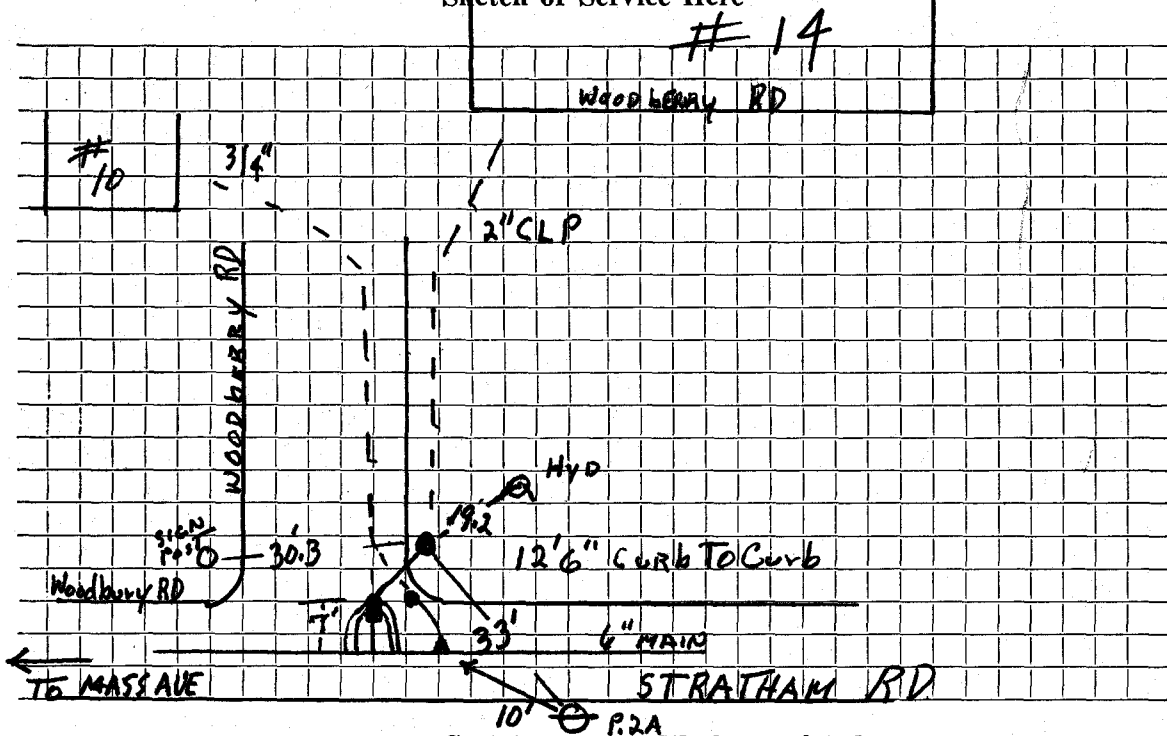 Sketch of Service Here
# 14
WOODBERRY RD
# 10
3/4"
2" CLP
WOODBERRY RD
HYD
19.2
SIGN POST
30'.3
12'6" Curb To Curb
Woodbury RD
7'
33'
6" MAIN
TO MASS AVE
STRATHAM RD
10'
P.2A